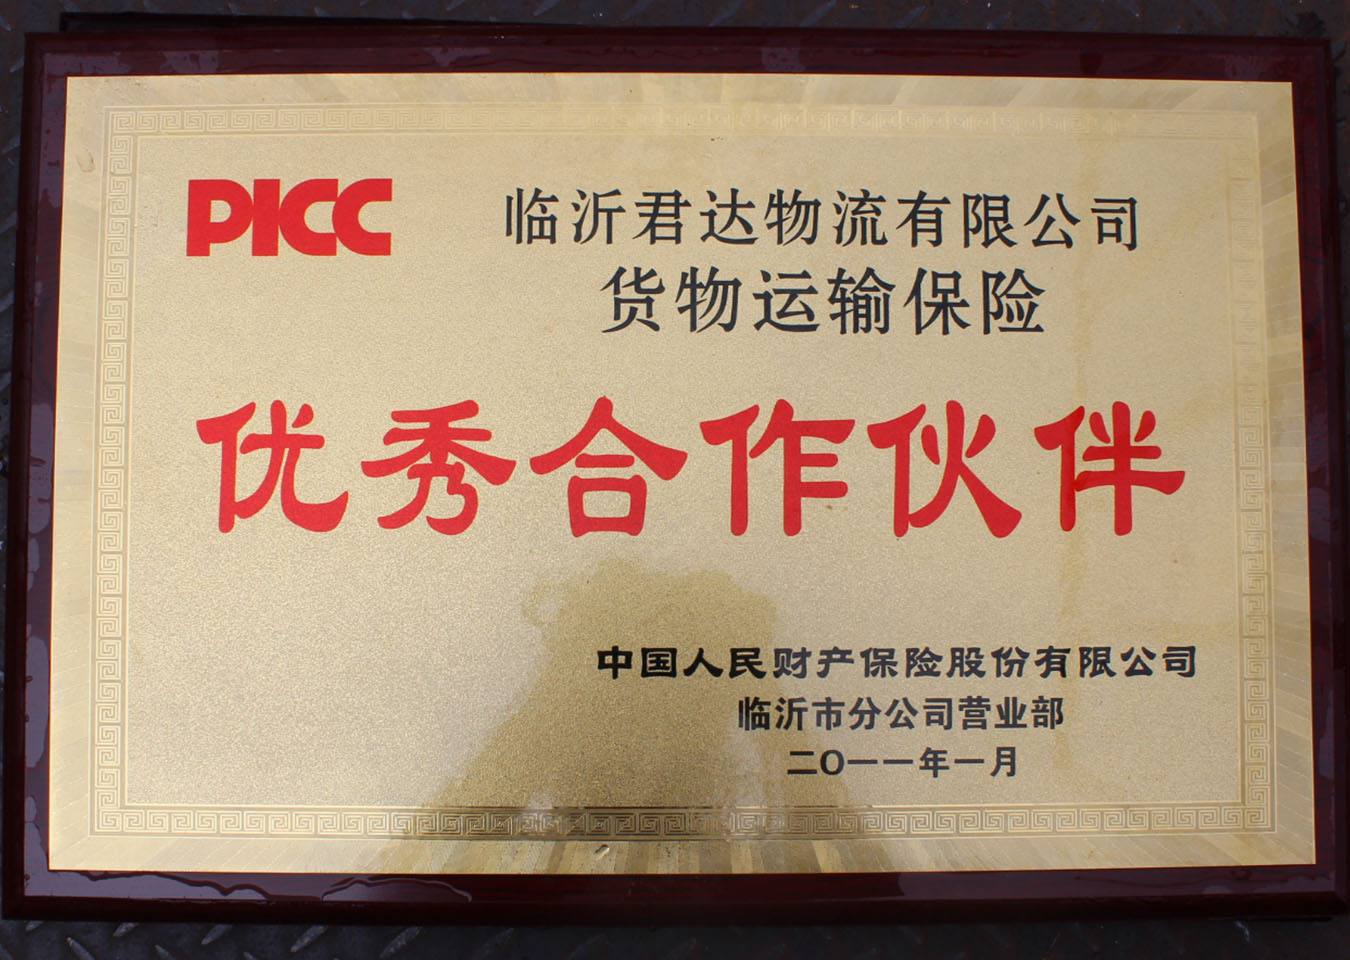 PICC
临沂君达物流有限公司
货物运输保险
优秀合作伙伴
中国人民财产保险股份有限公司
临沂市分公司营业部
二〇一一年一月